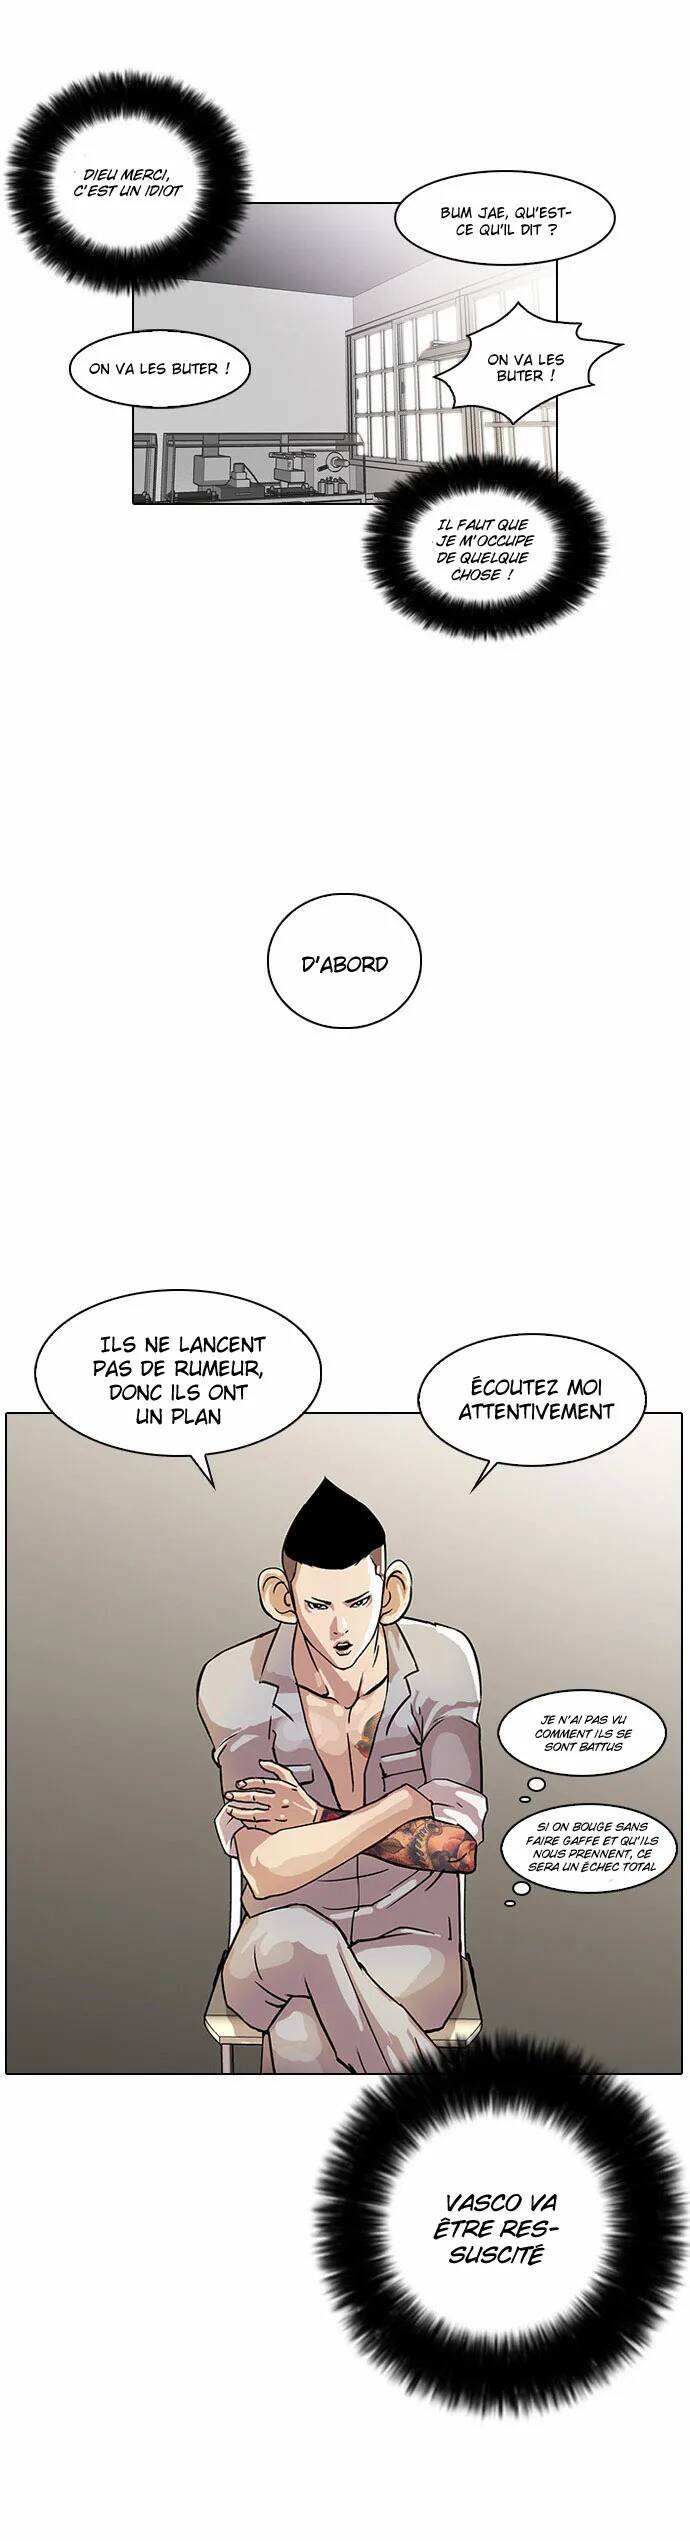 DIEU MERCI,
C'EST UN IDIOT
BUM JAE, QU'EST-
CE QU'IL DIT ?
ON VA LES BUTER !
ON VA LES
BUTER !
IL FAUT QUE
JE M'OCCUPE
DE QUELQUE
CHOSE !
D'ABORD
ILS NE LANCENT
PAS DE RUMEUR,
DONC ILS ONT
UN PLAN
ÉCOUTEZ MOI
ATTENTIVEMENT
JE N'AI PAS VU
COMMENT ILS SE
SONT BATTUS
SI ON BOUGE SANS
FAIRE GAFFE ET QU'ILS
NOUS PRENNENT, CE
SERA UN ÉCHEC TOTAL
VASCO VA
ÊTRE RES-
SUSCITÉ